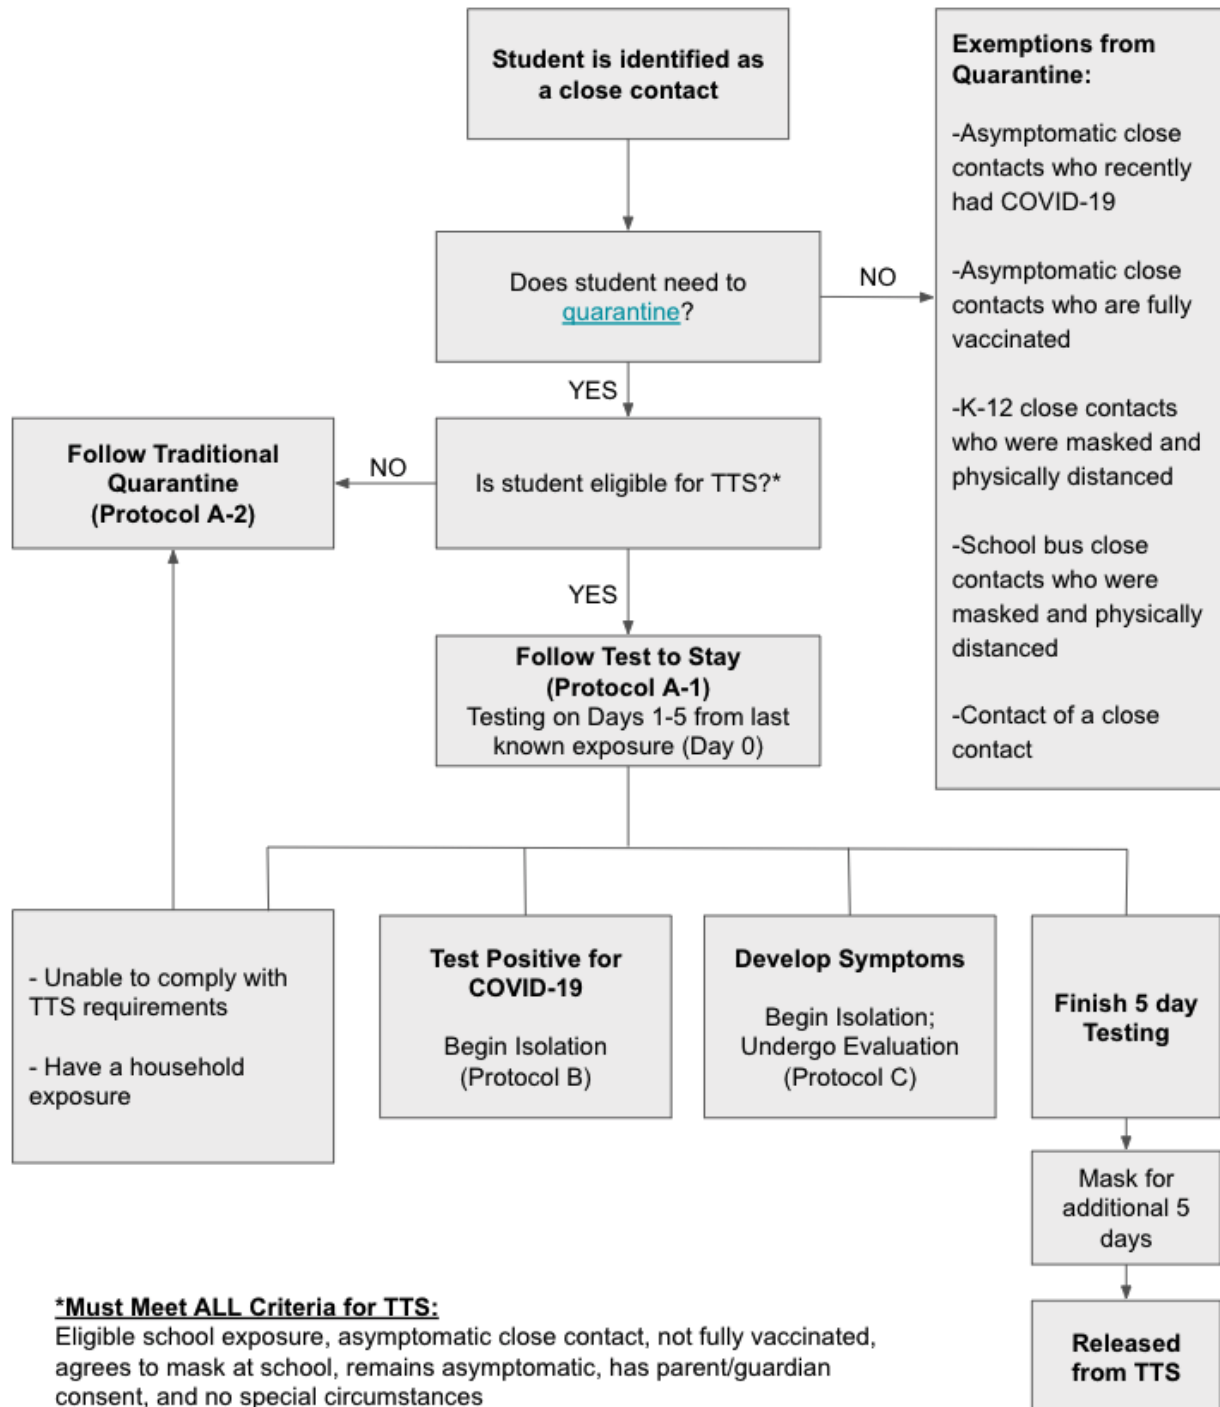 Student is identified as
a close contact
Exemptions from
Quarantine:
-Asymptomatic close
contacts who recently
had COVID-19
-Asymptomatic close
contacts who are fully
vaccinated
-K-12 close contacts
who were masked and
physically distanced
-School bus close
contacts who were
masked and physically
distanced
-Contact of a close
contact
Does student need to
quarantine?
NO
YES
Is student eligible for TTS?*
NO
Follow Traditional
Quarantine
(Protocol A-2)
YES
Follow Test to Stay
(Protocol A-1)
Testing on Days 1-5 from last
known exposure (Day 0)
- Unable to comply with
TTS requirements
- Have a household
exposure
Test Positive for
COVID-19
Begin Isolation
(Protocol B)
Develop Symptoms
Begin Isolation;
Undergo Evaluation
(Protocol C)
Finish 5 day
Testing
Mask for
additional 5
days
Released
from TTS
*Must Meet ALL Criteria for TTS:
Eligible school exposure, asymptomatic close contact, not fully vaccinated,
agrees to mask at school, remains asymptomatic, has parent/guardian
consent, and no special circumstances